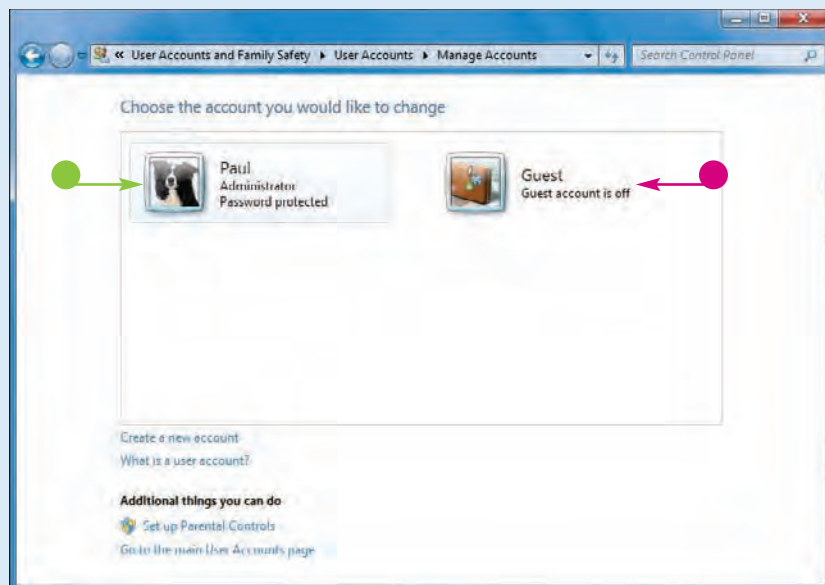 « User Accounts and Family Safety ▸ User Accounts ▸ Manage Accounts
Search Control Panel
Choose the account you would like to change
Paul
Administrator
Password protected
Guest
Guest account is off
Create a new account
What is a user account?
Additional things you can do
Set up Parental Controls
Go to the main User Accounts page